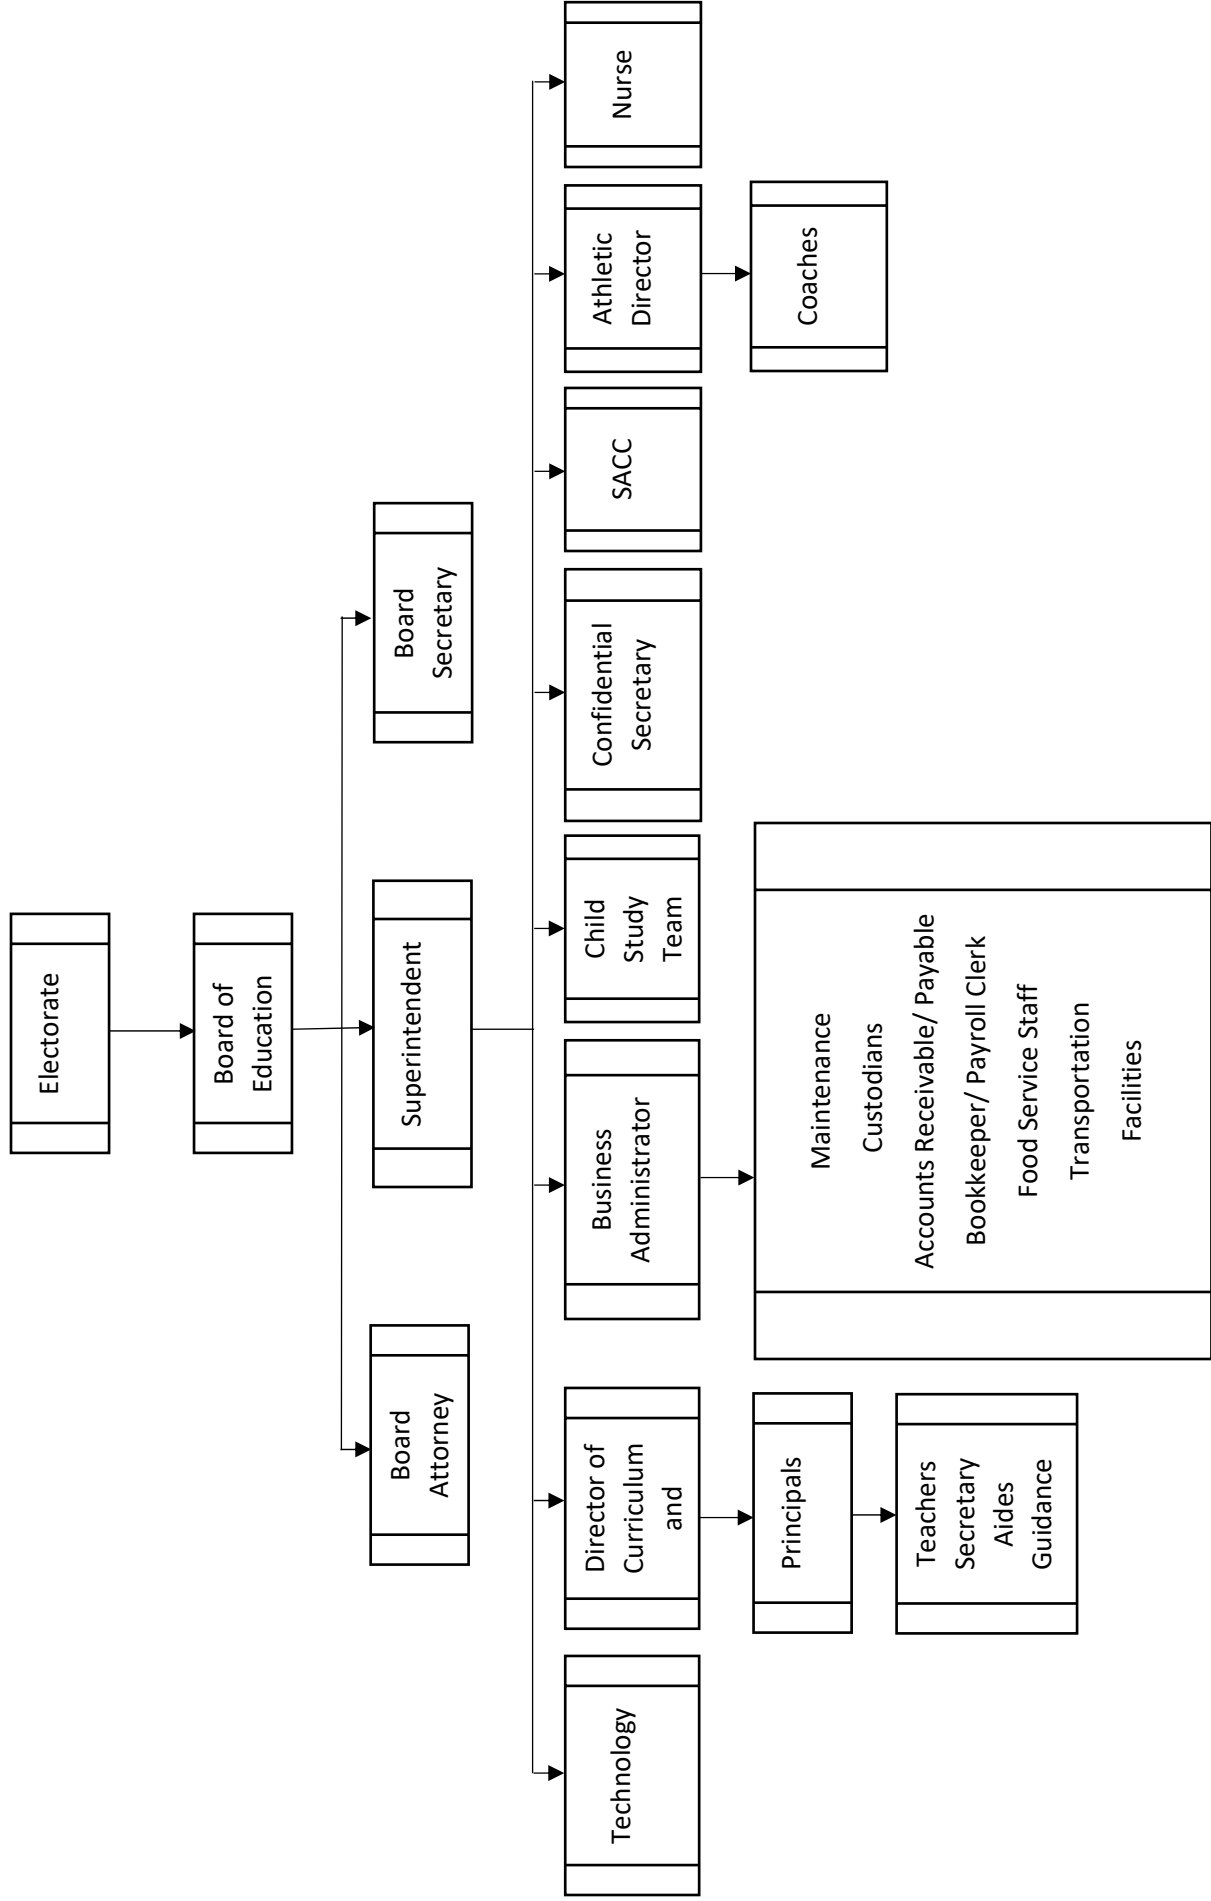 Electorate
Board of
Education
Board
Attorney
Superintendent
Board
Secretary
Technology
Director of
Curriculum
and
Business
Administrator
Child
Study
Team
Confidential
Secretary
SACC
Athletic
Director
Nurse
Principals
Maintenance
Custodians
Accounts Receivable/ Payable
Bookkeeper/ Payroll Clerk
Food Service Staff
Transportation
Facilities
Coaches
Teachers
Secretary
Aides
Guidance